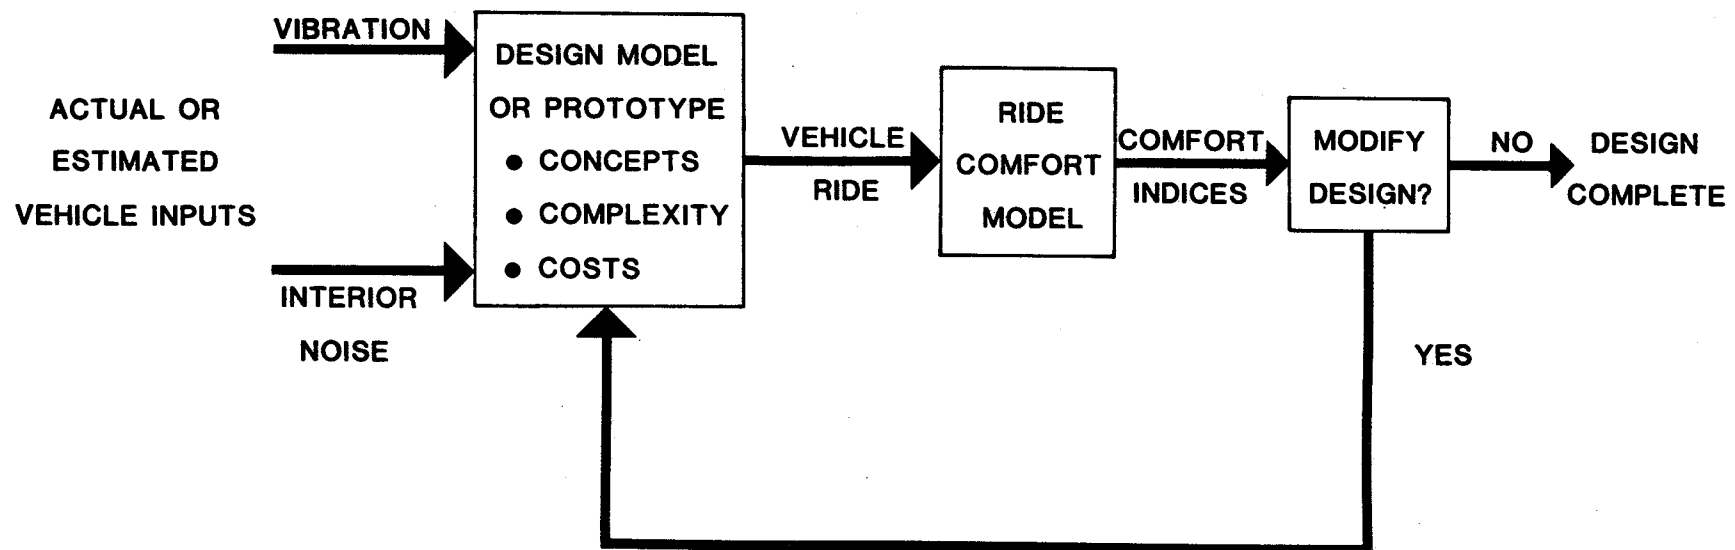 ACTUAL OR
ESTIMATED
VEHICLE INPUTS
VIBRATION
INTERIOR
NOISE
DESIGN MODEL
OR PROTOTYPE
● CONCEPTS
● COMPLEXITY
● COSTS
VEHICLE
RIDE
RIDE
COMFORT
MODEL
COMFORT
INDICES
MODIFY
DESIGN?
NO
DESIGN
COMPLETE
YES